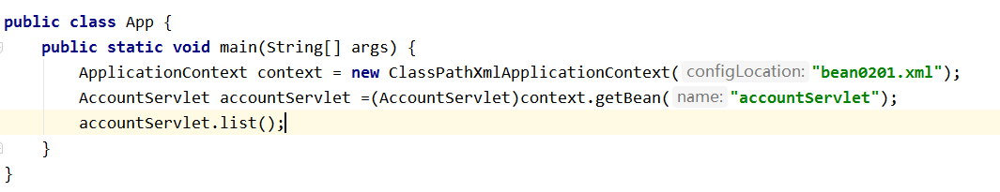 public class App {
    public static void main(String[] args) {
        ApplicationContext context = new ClassPathXmlApplicationContext( configLocation: "bean0201.xml");
        AccountServlet accountServlet =(AccountServlet)context.getBean( name: "accountServlet");
        accountServlet.list();
    }
}